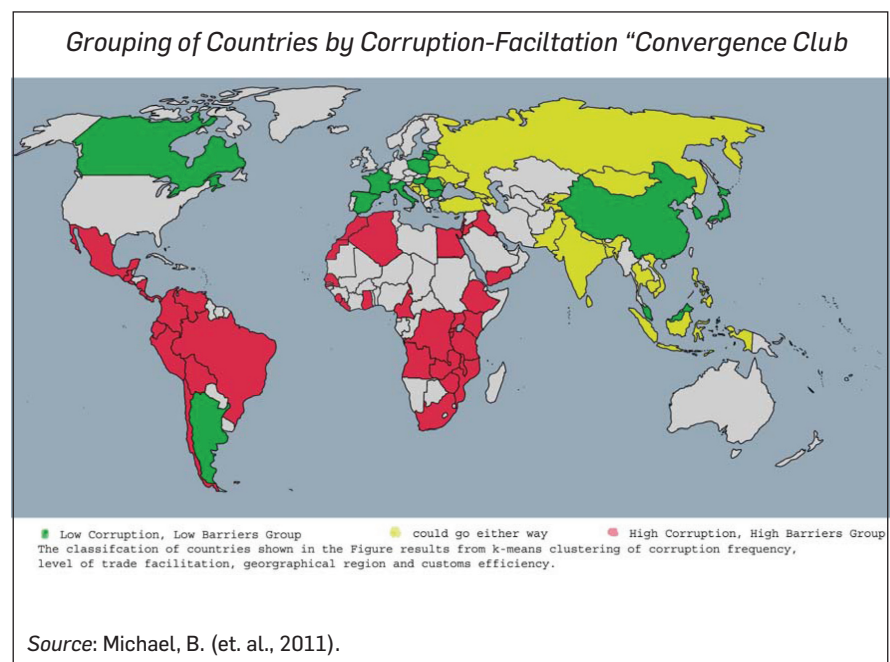 Grouping of Countries by Corruption-Faciltation “Convergence Club
Low Corruption, Low Barriers Group could go either way High Corruption, High Barriers Group
The classifcation of countries shown in the Figure results from k-means clustering of corruption frequency,
level of trade facilitation, georgraphical region and customs efficiency.
Source: Michael, B. (et. al., 2011).